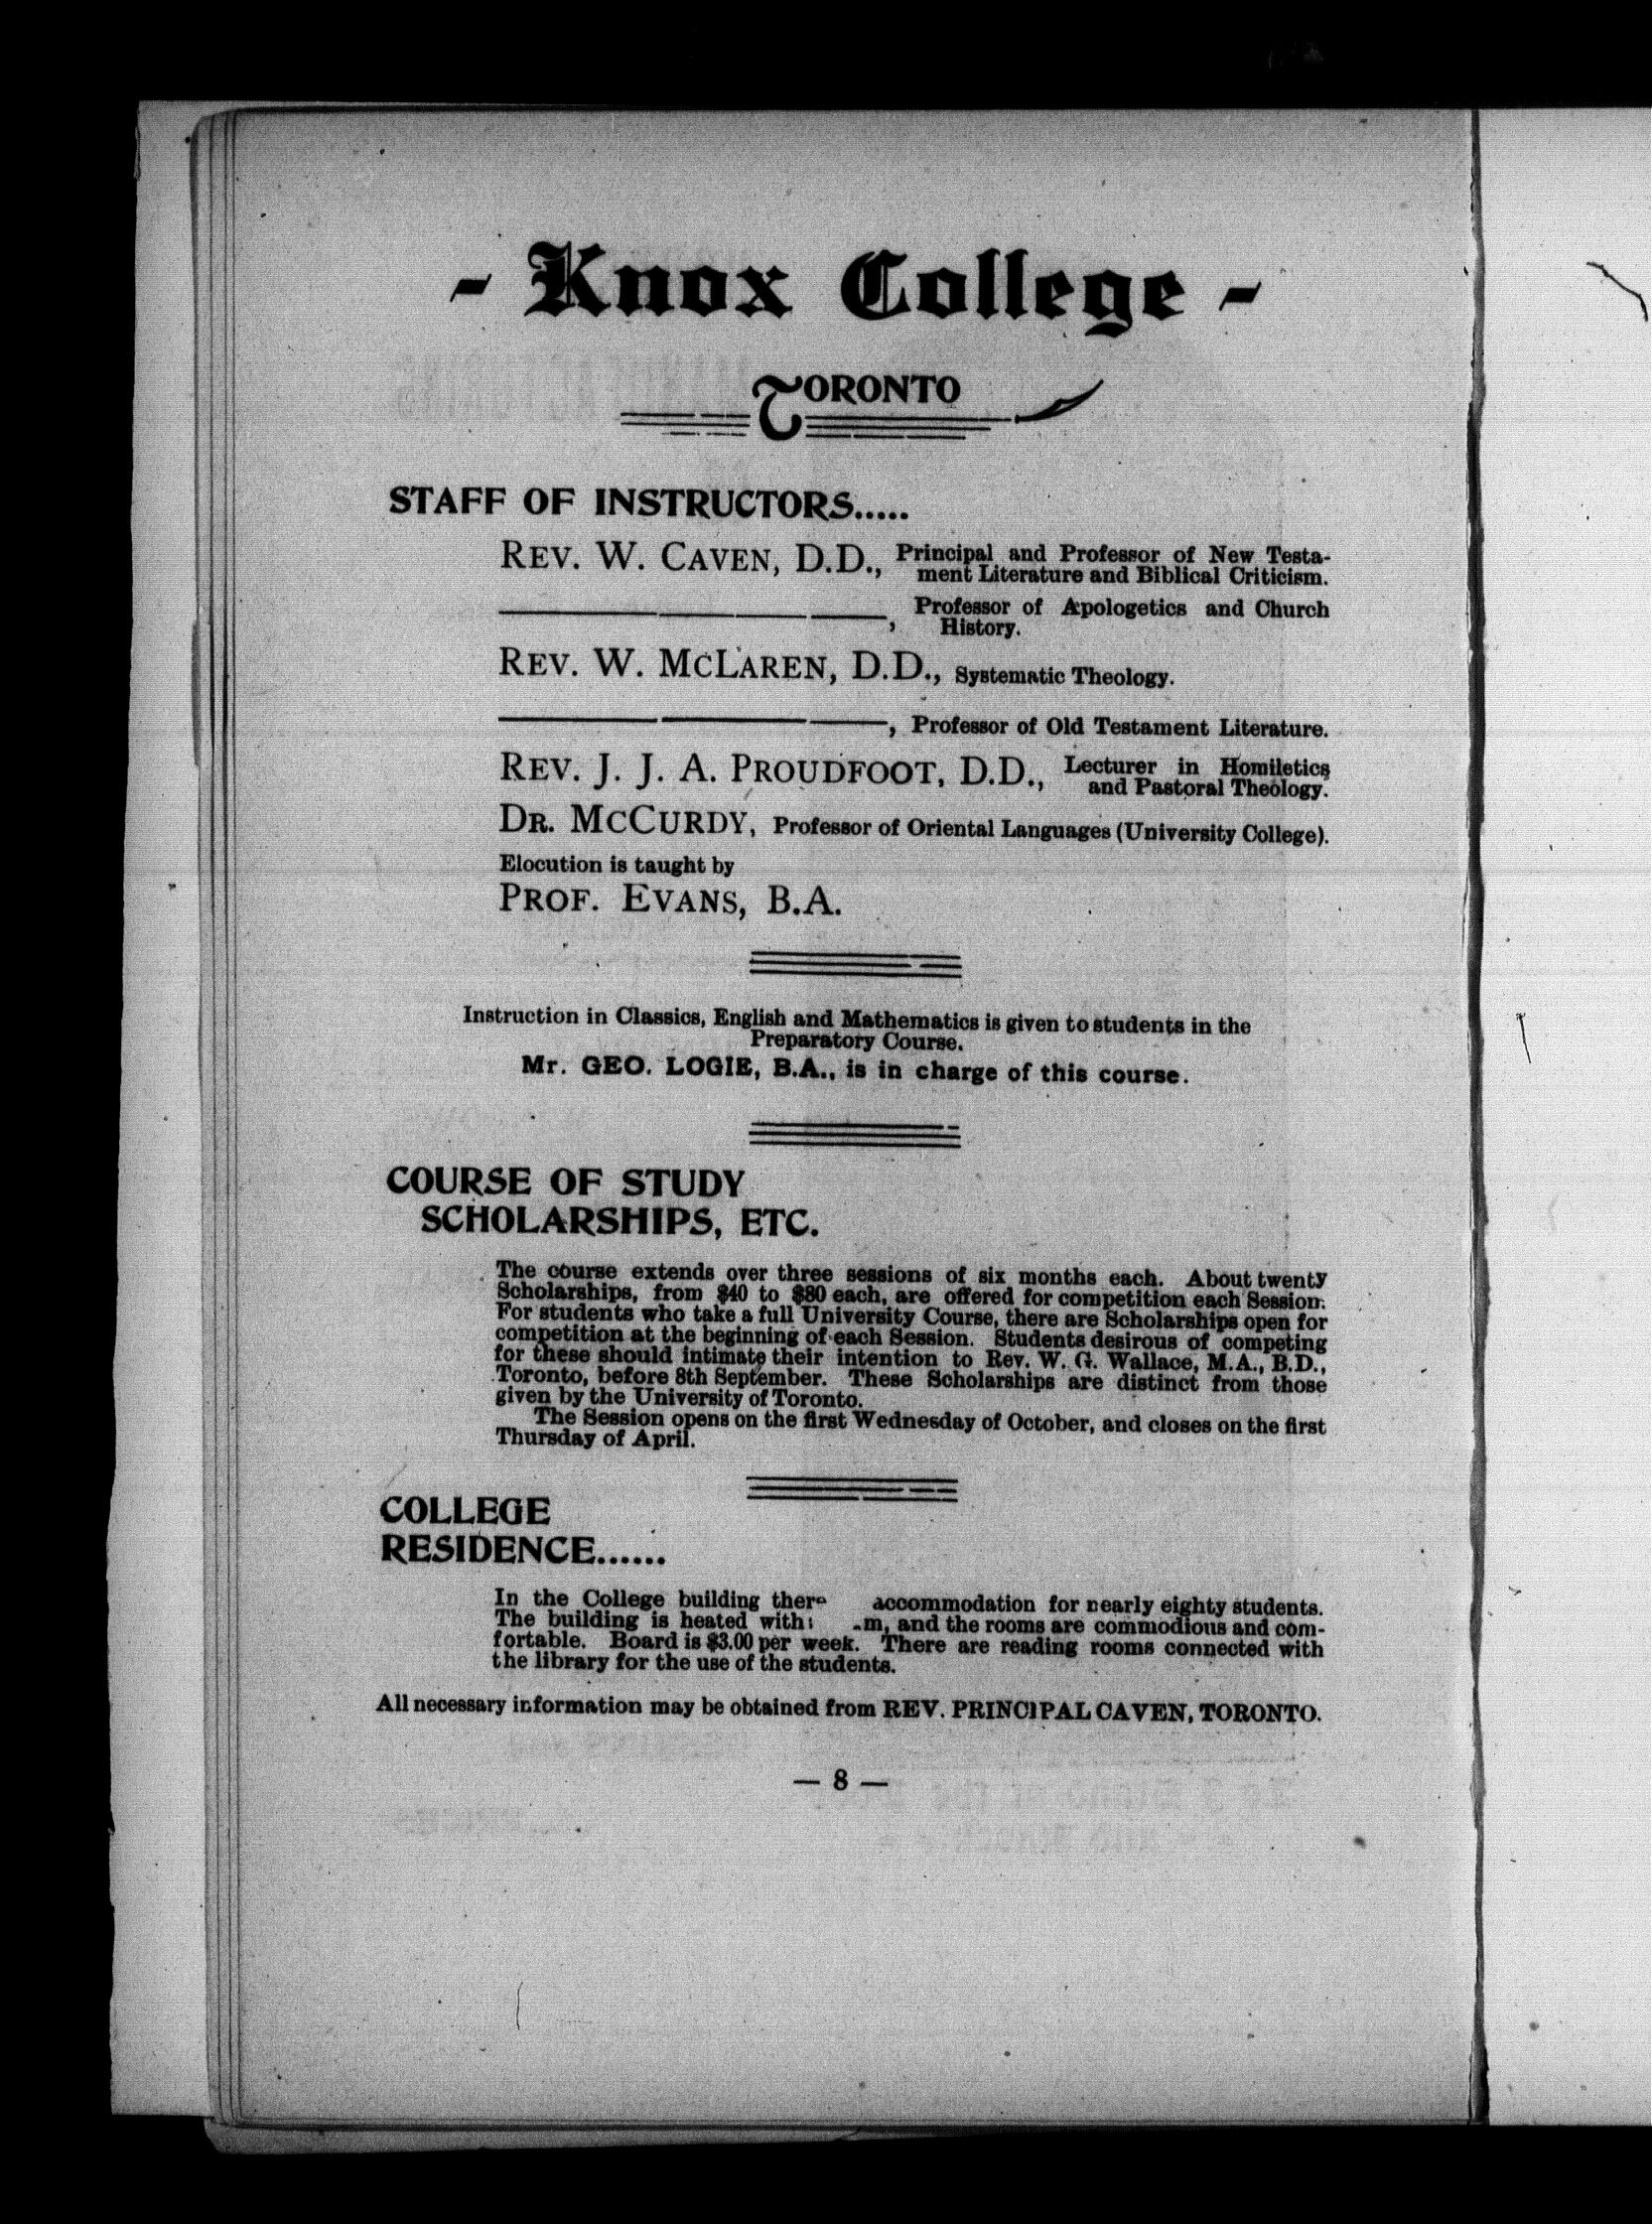 - Knox College -
TORONTO
STAFF OF INSTRUCTORS.....
REV. W. CAVEN, D.D., Principal and Professor of New Testa-
ment Literature and Biblical Criticism.
———, Professor of Apologetics and Church
History.
REV. W. MCLAREN, D.D., Systematic Theology.
———, Professor of Old Testament Literature.
REV. J. J. A. PROUDFOOT, D.D., Lecturer in Homiletics
and Pastoral Theology.
DR. MCCURDY, Professor of Oriental Languages (University College).
Elocution is taught by
PROF. EVANS, B.A.
Instruction in Classics, English and Mathematics is given to students in the
Preparatory Course.
Mr. GEO. LOGIE, B.A., is in charge of this course.
COURSE OF STUDY
SCHOLARSHIPS, ETC.
The course extends over three sessions of six months each. About twenty
Scholarships, from $40 to $80 each, are offered for competition each Session.
For students who take a full University Course, there are Scholarships open for
competition at the beginning of each Session. Students desirous of competing
for these should intimate their intention to Rev. W. G. Wallace, M.A., B.D.,
Toronto, before 8th September. These Scholarships are distinct from those
given by the University of Toronto.
The Session opens on the first Wednesday of October, and closes on the first
Thursday of April.
COLLEGE
RESIDENCE......
In the College building there accommodation for nearly eighty students.
The building is heated with and the rooms are commodious and com-
fortable. Board is $3.00 per week. There are reading rooms connected with
the library for the use of the students.
All necessary information may be obtained from REV. PRINCIPAL CAVEN, TORONTO.
— 8 —